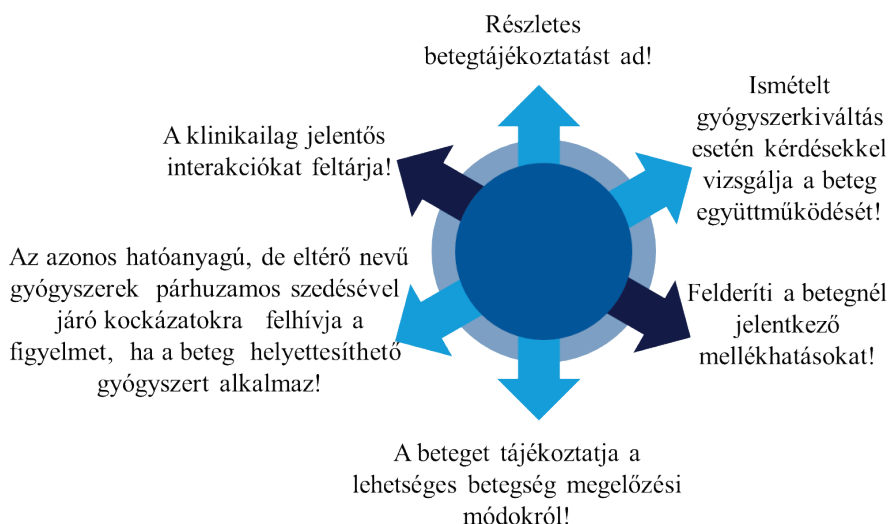 Részletes
betegtájékoztatást ad!
Ismételt
gyógyszerkiváltás
esetén kérdésekkel
vizsgálja a beteg
együttműködését!
Felderíti a betegnél
jelentkező
mellékhatásokat!
A beteget tájékoztatja a
lehetséges betegség megelőzési
módokról!
Az azonos hatóanyagú, de eltérő nevű
gyógyszerek párhuzamos szedésével
járó kockázatokra felhívja a
figyelmet, ha a beteg helyettesíthető
gyógyszert alkalmaz!
A klinikailag jelentős
interakciókat feltárja!